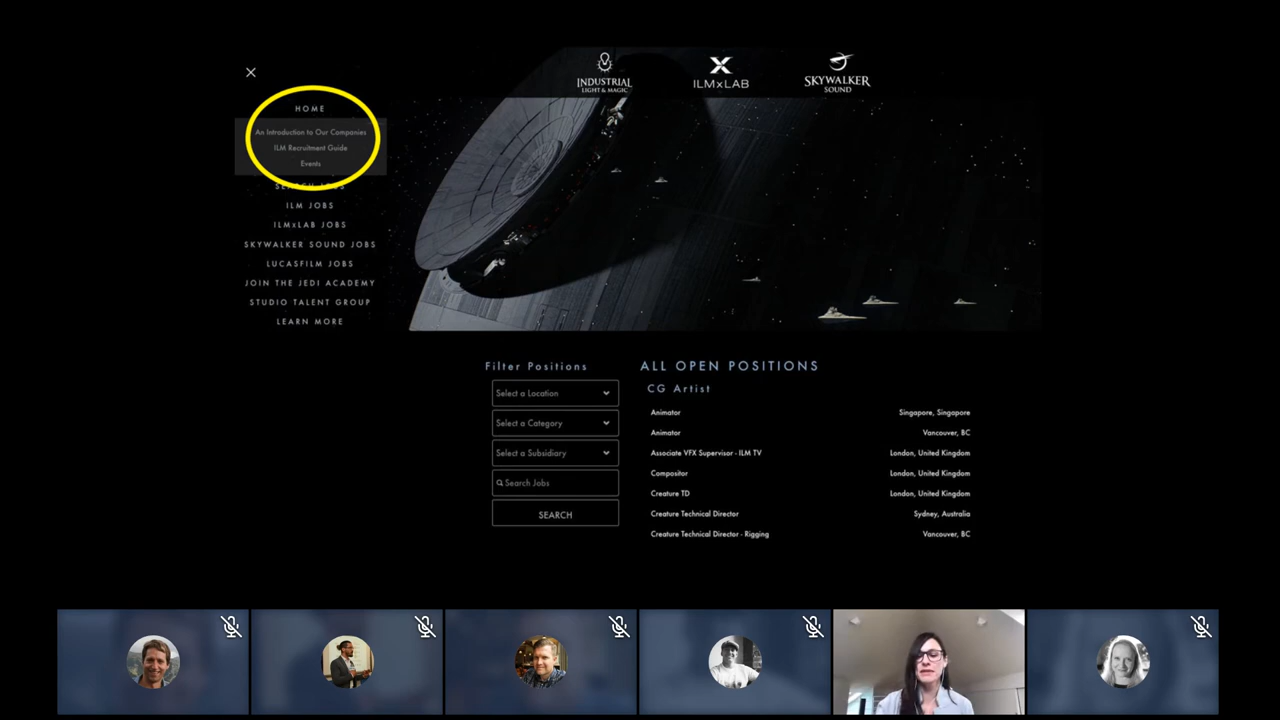 INDUSTRIAL
LIGHT & MAGIC
ILMxLAB
SKYWALKER
SOUND
HOME
An Introduction to Our Companies
ILM Recruitment Guide
Events
SEARCH JOBS
ILM JOBS
ILMxLAB JOBS
SKYWALKER SOUND JOBS
LUCASFILM JOBS
JOIN THE JEDI ACADEMY
STUDIO TALENT GROUP
LEARN MORE
Filter Positions
Select a Location
Select a Category
Select a Subsidiary
Search Jobs
SEARCH
ALL OPEN POSITIONS
CG Artist
Animator Singapore, Singapore
Animator Vancouver, BC
Associate VFX Supervisor - ILM TV London, United Kingdom
Compositor London, United Kingdom
Creature TD London, United Kingdom
Creature Technical Director Sydney, Australia
Creature Technical Director - Rigging Vancouver, BC